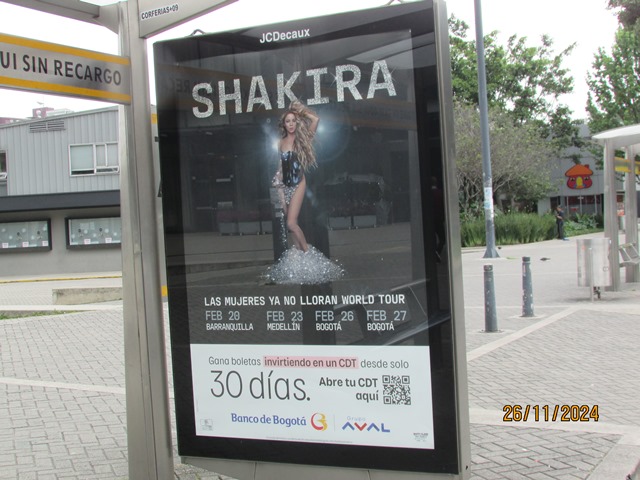 CORFERIAS•09
UI SIN RECARGO
JCDecaux
SHAKIRA
LAS MUJERES YA NO LLORAN WORLD TOUR
FEB 20 FEB 23 FEB 26 FEB 27
BARRANQUILLA MEDELLÍN BOGOTÁ BOGOTÁ
Gana boletas invirtiendo en un CDT desde solo
30 días. Abre tu CDT
aquí
Banco de Bogotá Grupo
AVAL
26/11/2024